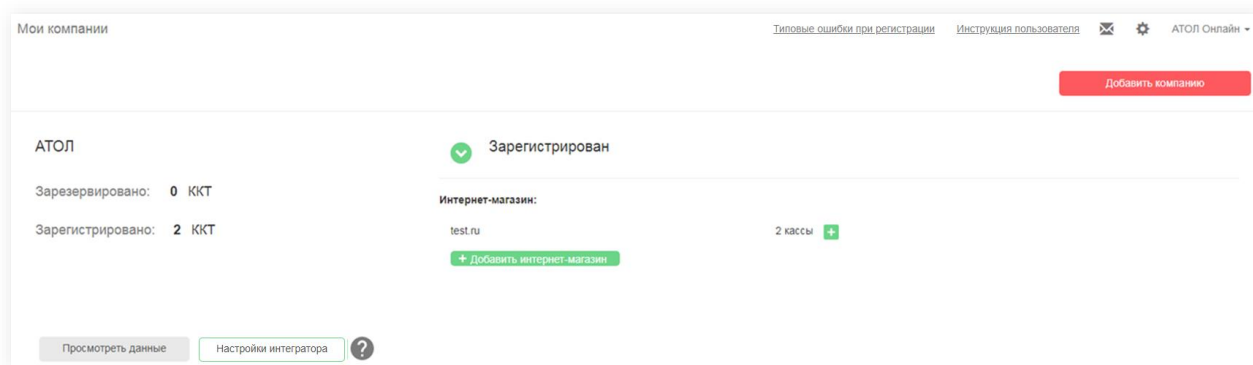 Мои компании
Типовые ошибки при регистрации Инструкция пользователя АТОЛ Онлайн
Добавить компанию
АТОЛ
Зарегистрирован
Зарезервировано: 0 ККТ
Интернет-магазин:
Зарегистрировано: 2 ККТ
test.ru 2 кассы +
+ Добавить интернет-магазин
Просмотреть данные Настройки интегратора ?